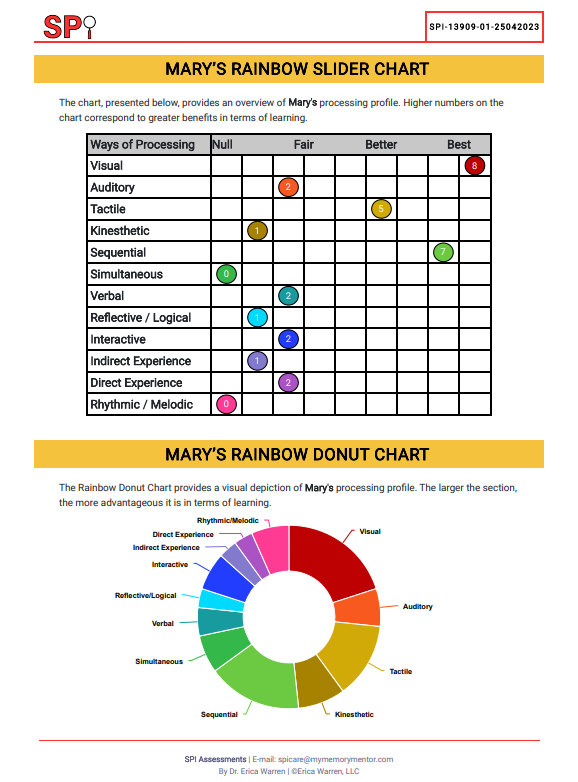 SPi
SPI-13909-01-25042023
MARY'S RAINBOW SLIDER CHART
The chart, presented below, provides an overview of Mary's processing profile. Higher numbers on the
chart correspond to greater benefits in terms of learning.
Ways of Processing Null Fair Better Best
Visual 8
Auditory 2
Tactile 5
Kinesthetic 1
Sequential 7
Simultaneous 0
Verbal 2
Reflective / Logical 1
Interactive 2
Indirect Experience 1
Direct Experience 2
Rhythmic / Melodic 0
MARY'S RAINBOW DONUT CHART
The Rainbow Donut Chart provides a visual depiction of Mary's processing profile. The larger the section,
the more advantageous it is in terms of learning.
Rhythmic/Melodic
Visual
Direct Experience
Indirect Experience
Interactive
Reflective/Logical
Auditory
Verbal
Simultaneous
Tactile
Sequential
Kinesthetic
SPI Assessments | E-mail: spicare@mymemorymentor.com
By Dr. Erica Warren | ©Erica Warren, LLC